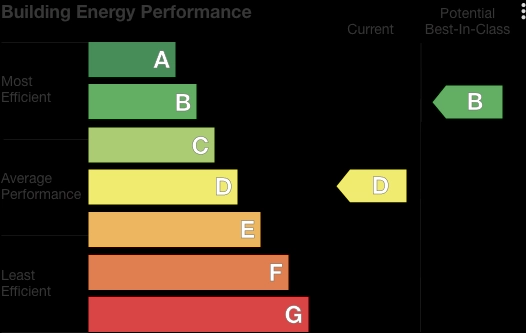 Building Energy Performance
Current
Potential
Best-In-Class
Most
Efficient
A
B
B
C
Average
Performance
D
D
E
Least
Efficient
F
G